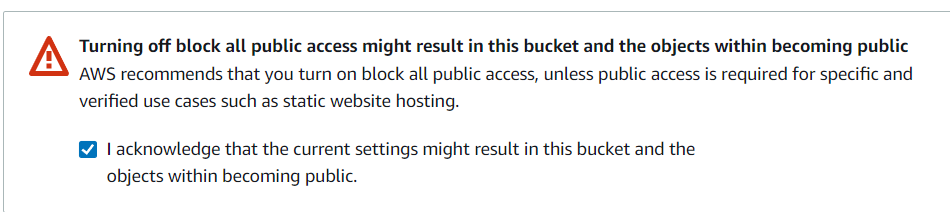 Turning off block all public access might result in this bucket and the objects within becoming public
AWS recommends that you turn on block all public access, unless public access is required for specific and
verified use cases such as static website hosting.
I acknowledge that the current settings might result in this bucket and the
objects within becoming public.